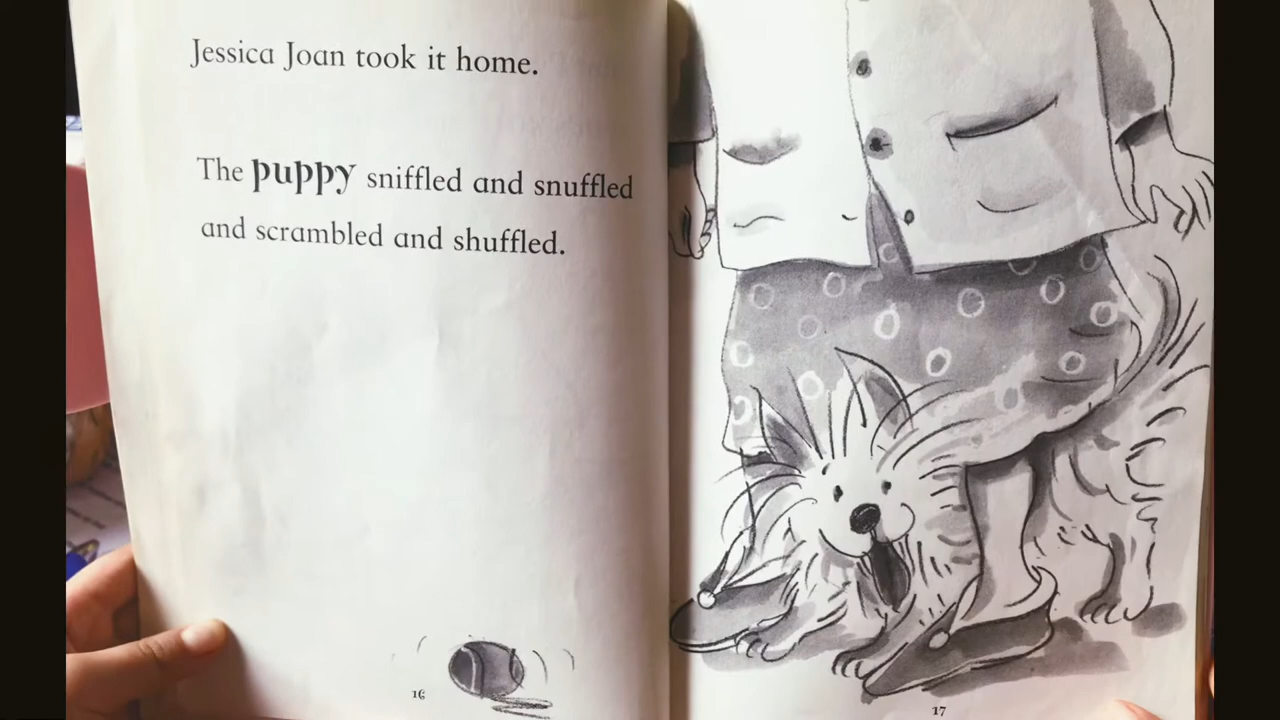 Jessica Joan took it home.
The puppy sniffled and snuffled
and scrambled and shuffled.
16
17